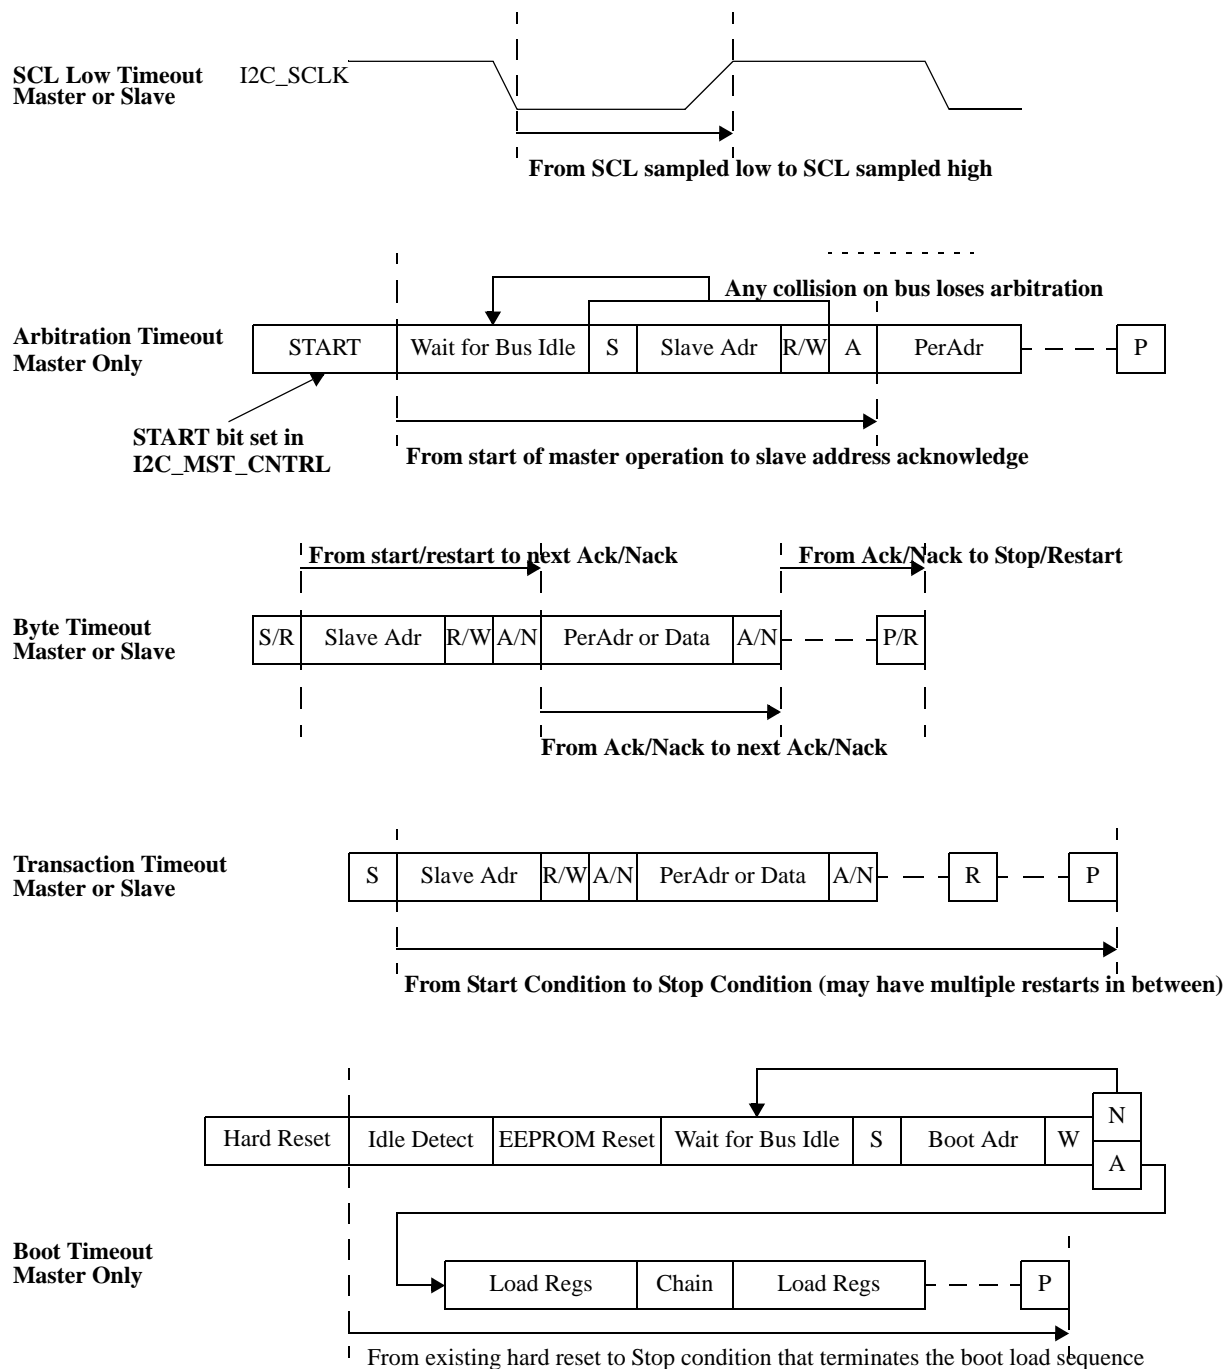 SCL Low Timeout I2C_SCLK
Master or Slave
From SCL sampled low to SCL sampled high
Any collision on bus loses arbitration
Arbitration Timeout
Master Only
START Wait for Bus Idle S Slave Adr R/W A PerAdr P
START bit set in
I2C_MST_CNTRL
From start of master operation to slave address acknowledge
From start/restart to next Ack/Nack From Ack/Nack to Stop/Restart
Byte Timeout
Master or Slave
S/R Slave Adr R/W A/N PerAdr or Data A/N P/R
From Ack/Nack to next Ack/Nack
Transaction Timeout
Master or Slave
S Slave Adr R/W A/N PerAdr or Data A/N R P
From Start Condition to Stop Condition (may have multiple restarts in between)
N
Hard Reset Idle Detect EEPROM Reset Wait for Bus Idle S Boot Adr W
A
Boot Timeout
Master Only
Load Regs Chain Load Regs P
From existing hard reset to Stop condition that terminates the boot load sequence